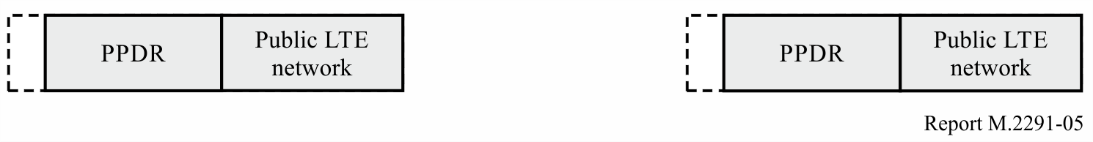 PPDR
Public LTE
network
PPDR
Public LTE
network
Report M.2291-05